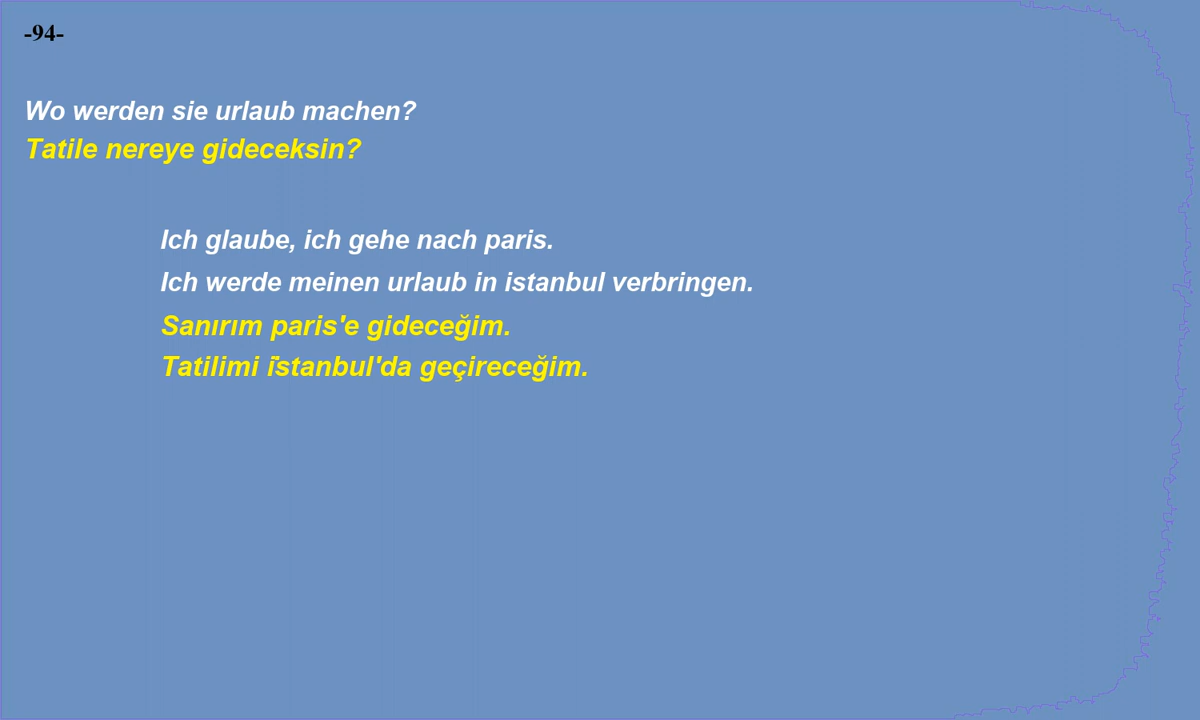 -94-
Wo werden sie urlaub machen?
Tatile nereye gideceksin?
Ich glaube, ich gehe nach paris.
Ich werde meinen urlaub in istanbul verbringen.
Sanırım paris'e gideceğim.
Tatilimi i̇stanbul'da geçireceğim.